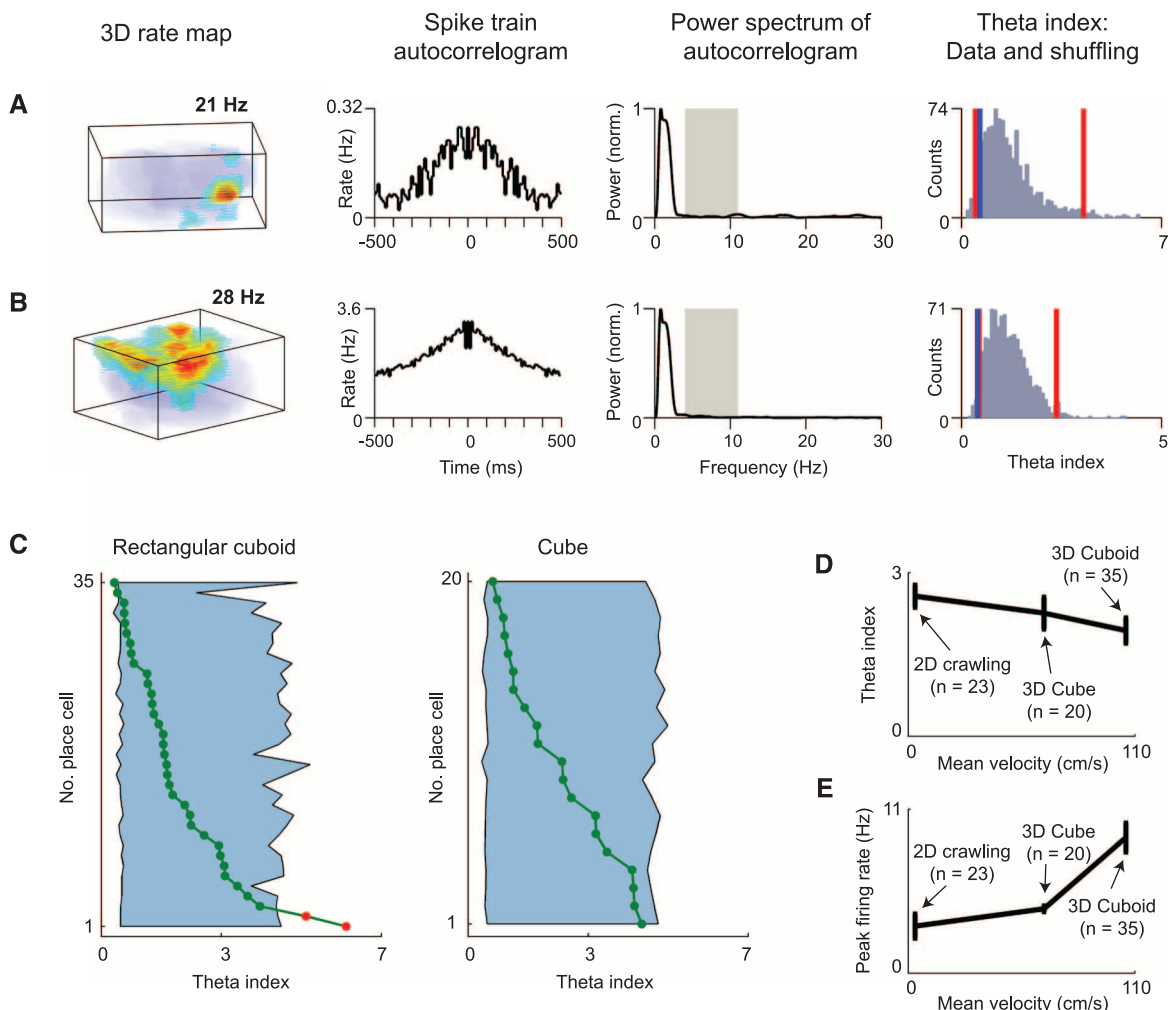 3D rate map
Spike train
autocorrelogram
Power spectrum of
autocorrelogram
Theta index:
Data and shuffling
A
21 Hz
0.32
Rate (Hz)
0
-500
0
500
1
Power (norm.)
0
0
10
20
30
74
Counts
0
0
7
B
28 Hz
3.6
Rate (Hz)
0
-500
0
500
Time (ms)
1
Power (norm.)
0
0
10
20
30
Frequency (Hz)
71
Counts
0
0
5
Theta index
C
Rectangular cuboid
35
No. place cell
1
0
3
7
Theta index
Cube
20
No. place cell
1
0
3
7
Theta index
D
3
Theta index
0
3D Cuboid
(n = 35)
2D crawling
(n = 23)
3D Cube
(n = 20)
0
110
Mean velocity (cm/s)
E
11
Peak firing rate (Hz)
0
3D Cube
(n = 20)
2D crawling
(n = 23)
3D Cuboid
(n = 35)
0
110
Mean velocity (cm/s)